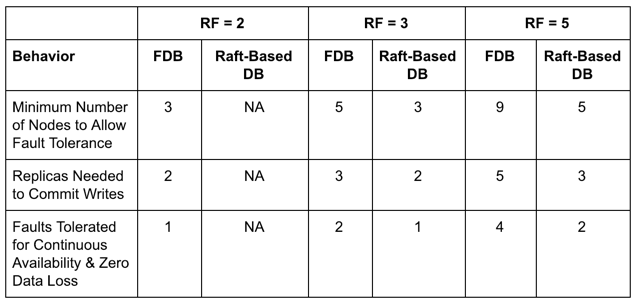 RF = 2 RF = 3 RF = 5
Behavior FDB Raft-Based DB FDB Raft-Based DB FDB Raft-Based DB
Minimum Number of Nodes to Allow Fault Tolerance 3 NA 5 3 9 5
Replicas Needed to Commit Writes 2 NA 3 2 5 3
Faults Tolerated for Continuous Availability & Zero Data Loss 1 NA 2 1 4 2